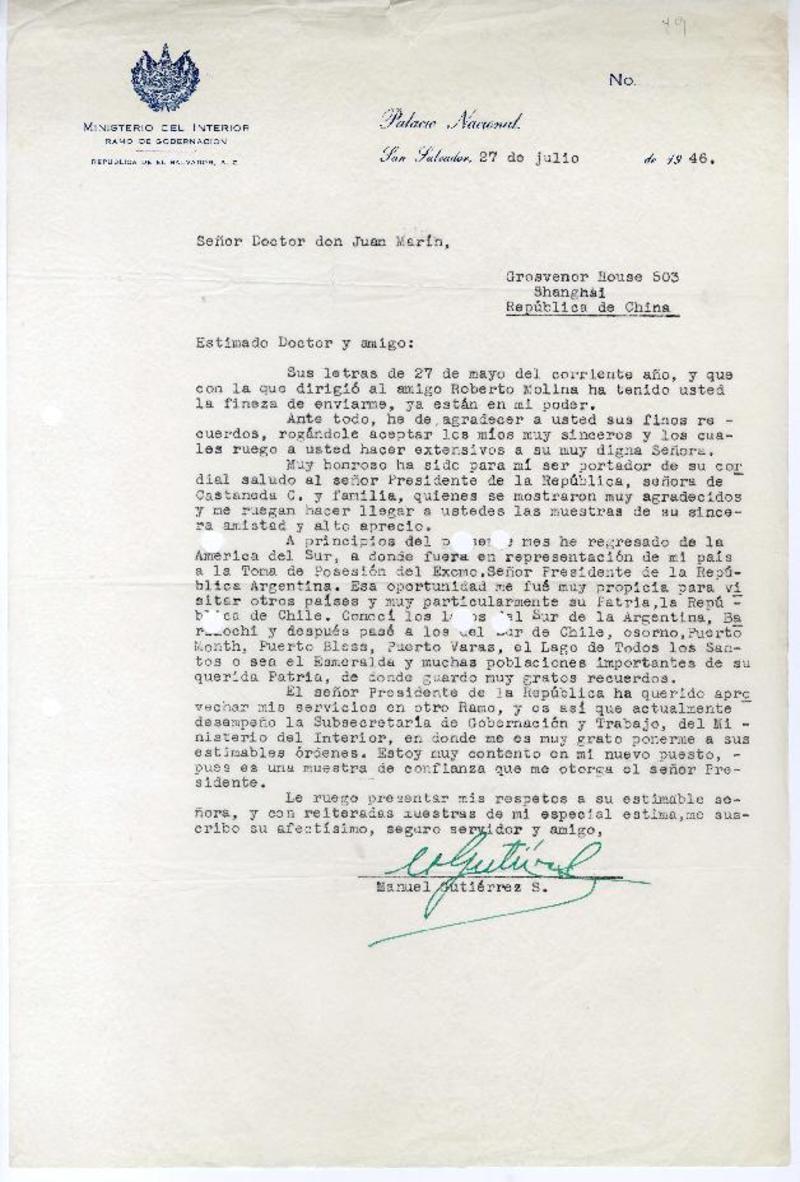 49
No.
MINISTERIO DEL INTERIOR
RAMO DE GOBERNACION
REPUBLICA DE EL SALVADOR, A. C.
Palacio Nacional.
San Salvador, 27 de julio de 1946.
Señor Doctor don Juan Marín,
Grosvenor House 503
Shanghái
República de China
Estimado Doctor y amigo:
Sus letras de 27 de mayo del corriente año, y que
con la que dirigió al amigo Roberto Molina ha tenido usted
la fineza de enviarme, ya están en mi poder.
Ante todo, he de agradecer a usted sus finos re -
cuerdos, rogándole aceptar los míos muy sinceros y los cua-
les ruego a usted hacer extensivos a su muy digna Señora.
Muy honroso ha sido para mí ser portador de su cor
dial saludo al señor Presidente de la República, señora de
Castaneda C. y familia, quienes se mostraron muy agradecidos
y me ruegan hacer llegar a ustedes las muestras de su since-
ra amistad y alto aprecio.
A principios del mes he regresado de la
América del Sur, a donde fuera en representación de mi país
a la Toma de Posesión del Excmo.Señor Presidente de la Repú-
blica Argentina. Esa oportunidad me fué muy propicia para vi
sitar otros países y muy particularmente su Patria,la Repú -
blica de Chile. Conocí los lagos del Sur de la Argentina, Ba
rilochi y después pasé a los del Sur de Chile, osorno,Puerto
Month, Puerto Bless, Puerto Varas, el Lago de Todos los San-
tos o sea el Esmeralda y muchas poblaciones importantes de su
querida Patria, de donde guardo muy gratos recuerdos.
El señor Presidente de la República ha querido apro
vechar mis servicios en otro Ramo, y es así que actualmente
desempeño la Subsecretaría de Gobernación y Trabajo, del Mi -
nisterio del Interior, en donde me es muy grato ponerme a sus
estimables órdenes. Estoy muy contento en mi nuevo puesto, -
pues es una muestra de confianza que me otorga el señor Pre-
sidente.
Le ruego presentar mis respetos a su estimable se-
ñora, y con reiteradas muestras de mi especial estima,me sus-
cribo su afectísimo, seguro servidor y amigo,
Manuel Gutiérrez S.